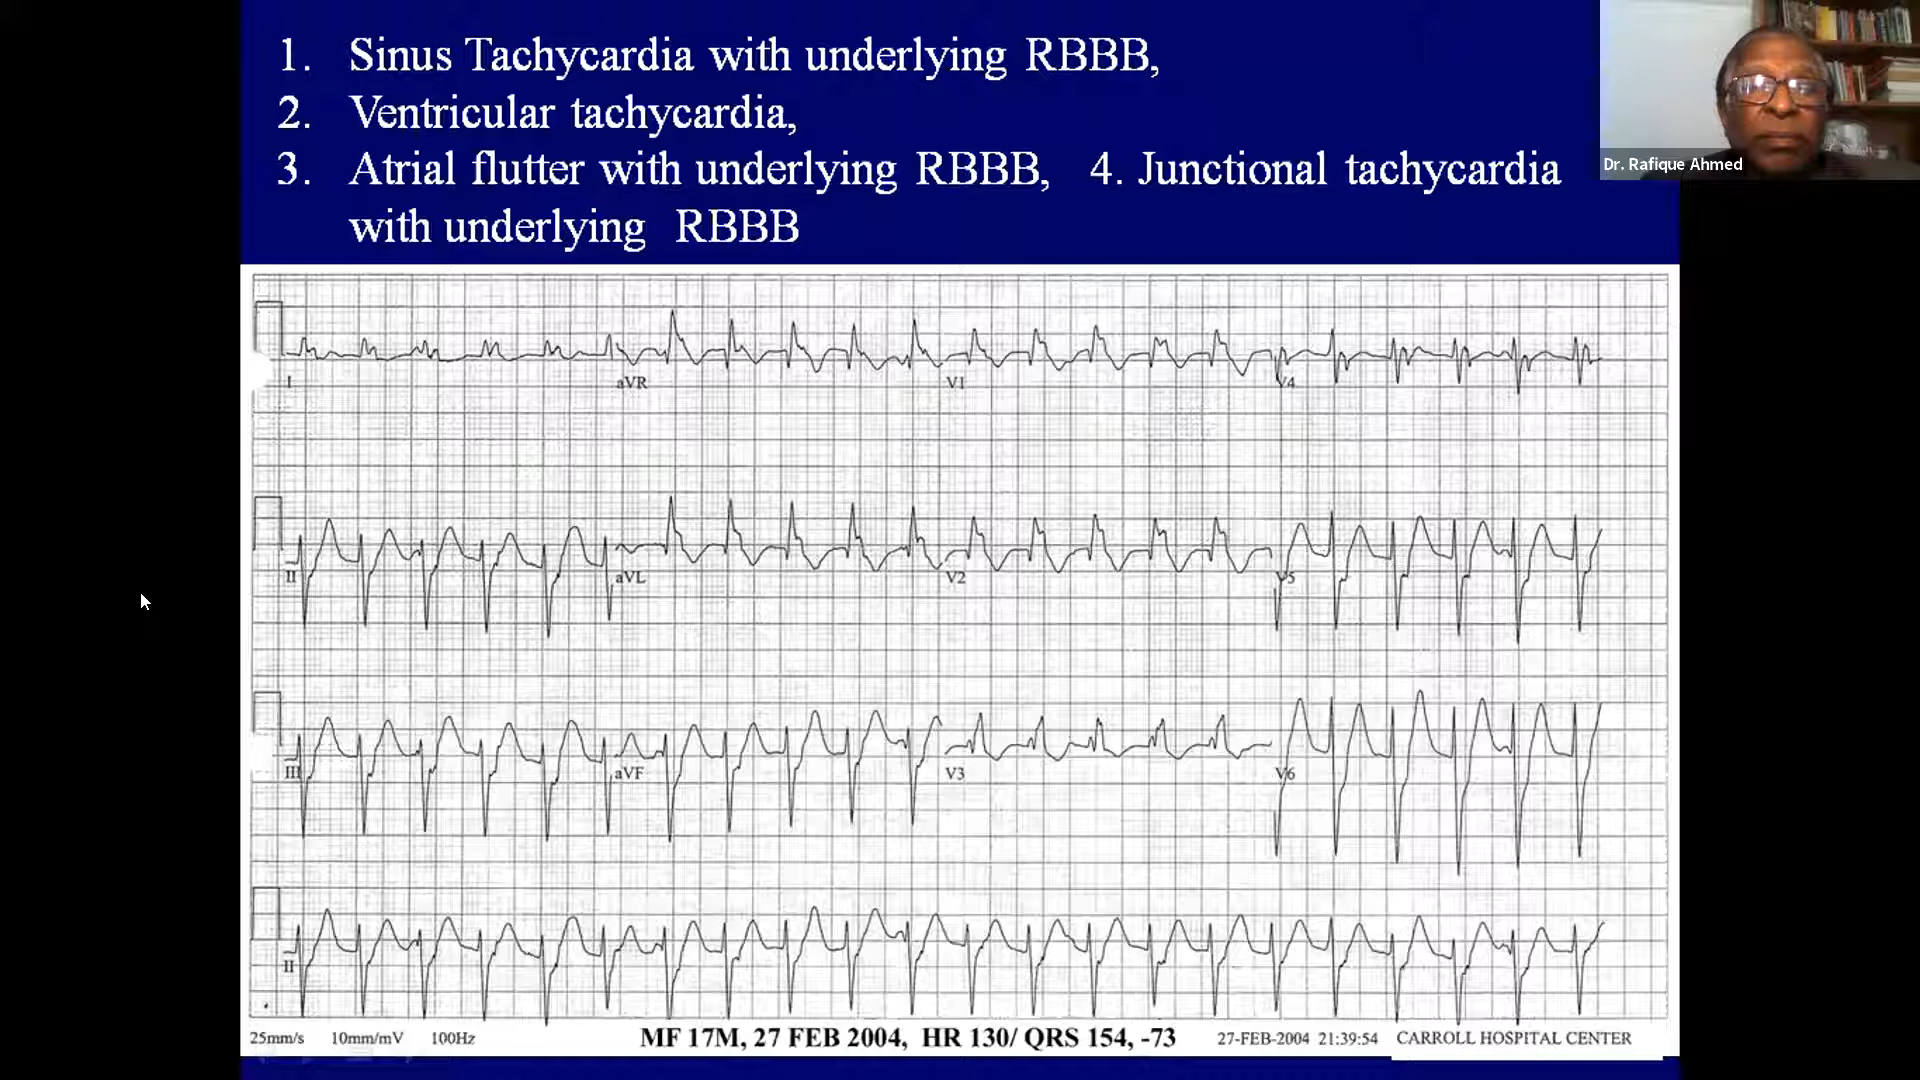 1. Sinus Tachycardia with underlying RBBB,
2. Ventricular tachycardia,
3. Atrial flutter with underlying RBBB, 4. Junctional tachycardia
with underlying RBBB
Dr. Rafique Ahmed
I aVR V1 V4
II aVL V2 V5
III aVF V3 V6
II
25mm/s 10mm/mV 100Hz MF 17M, 27 FEB 2004, HR 130/ QRS 154, -73 27-FEB-2004 21:39:54 CARROLL HOSPITAL CENTER